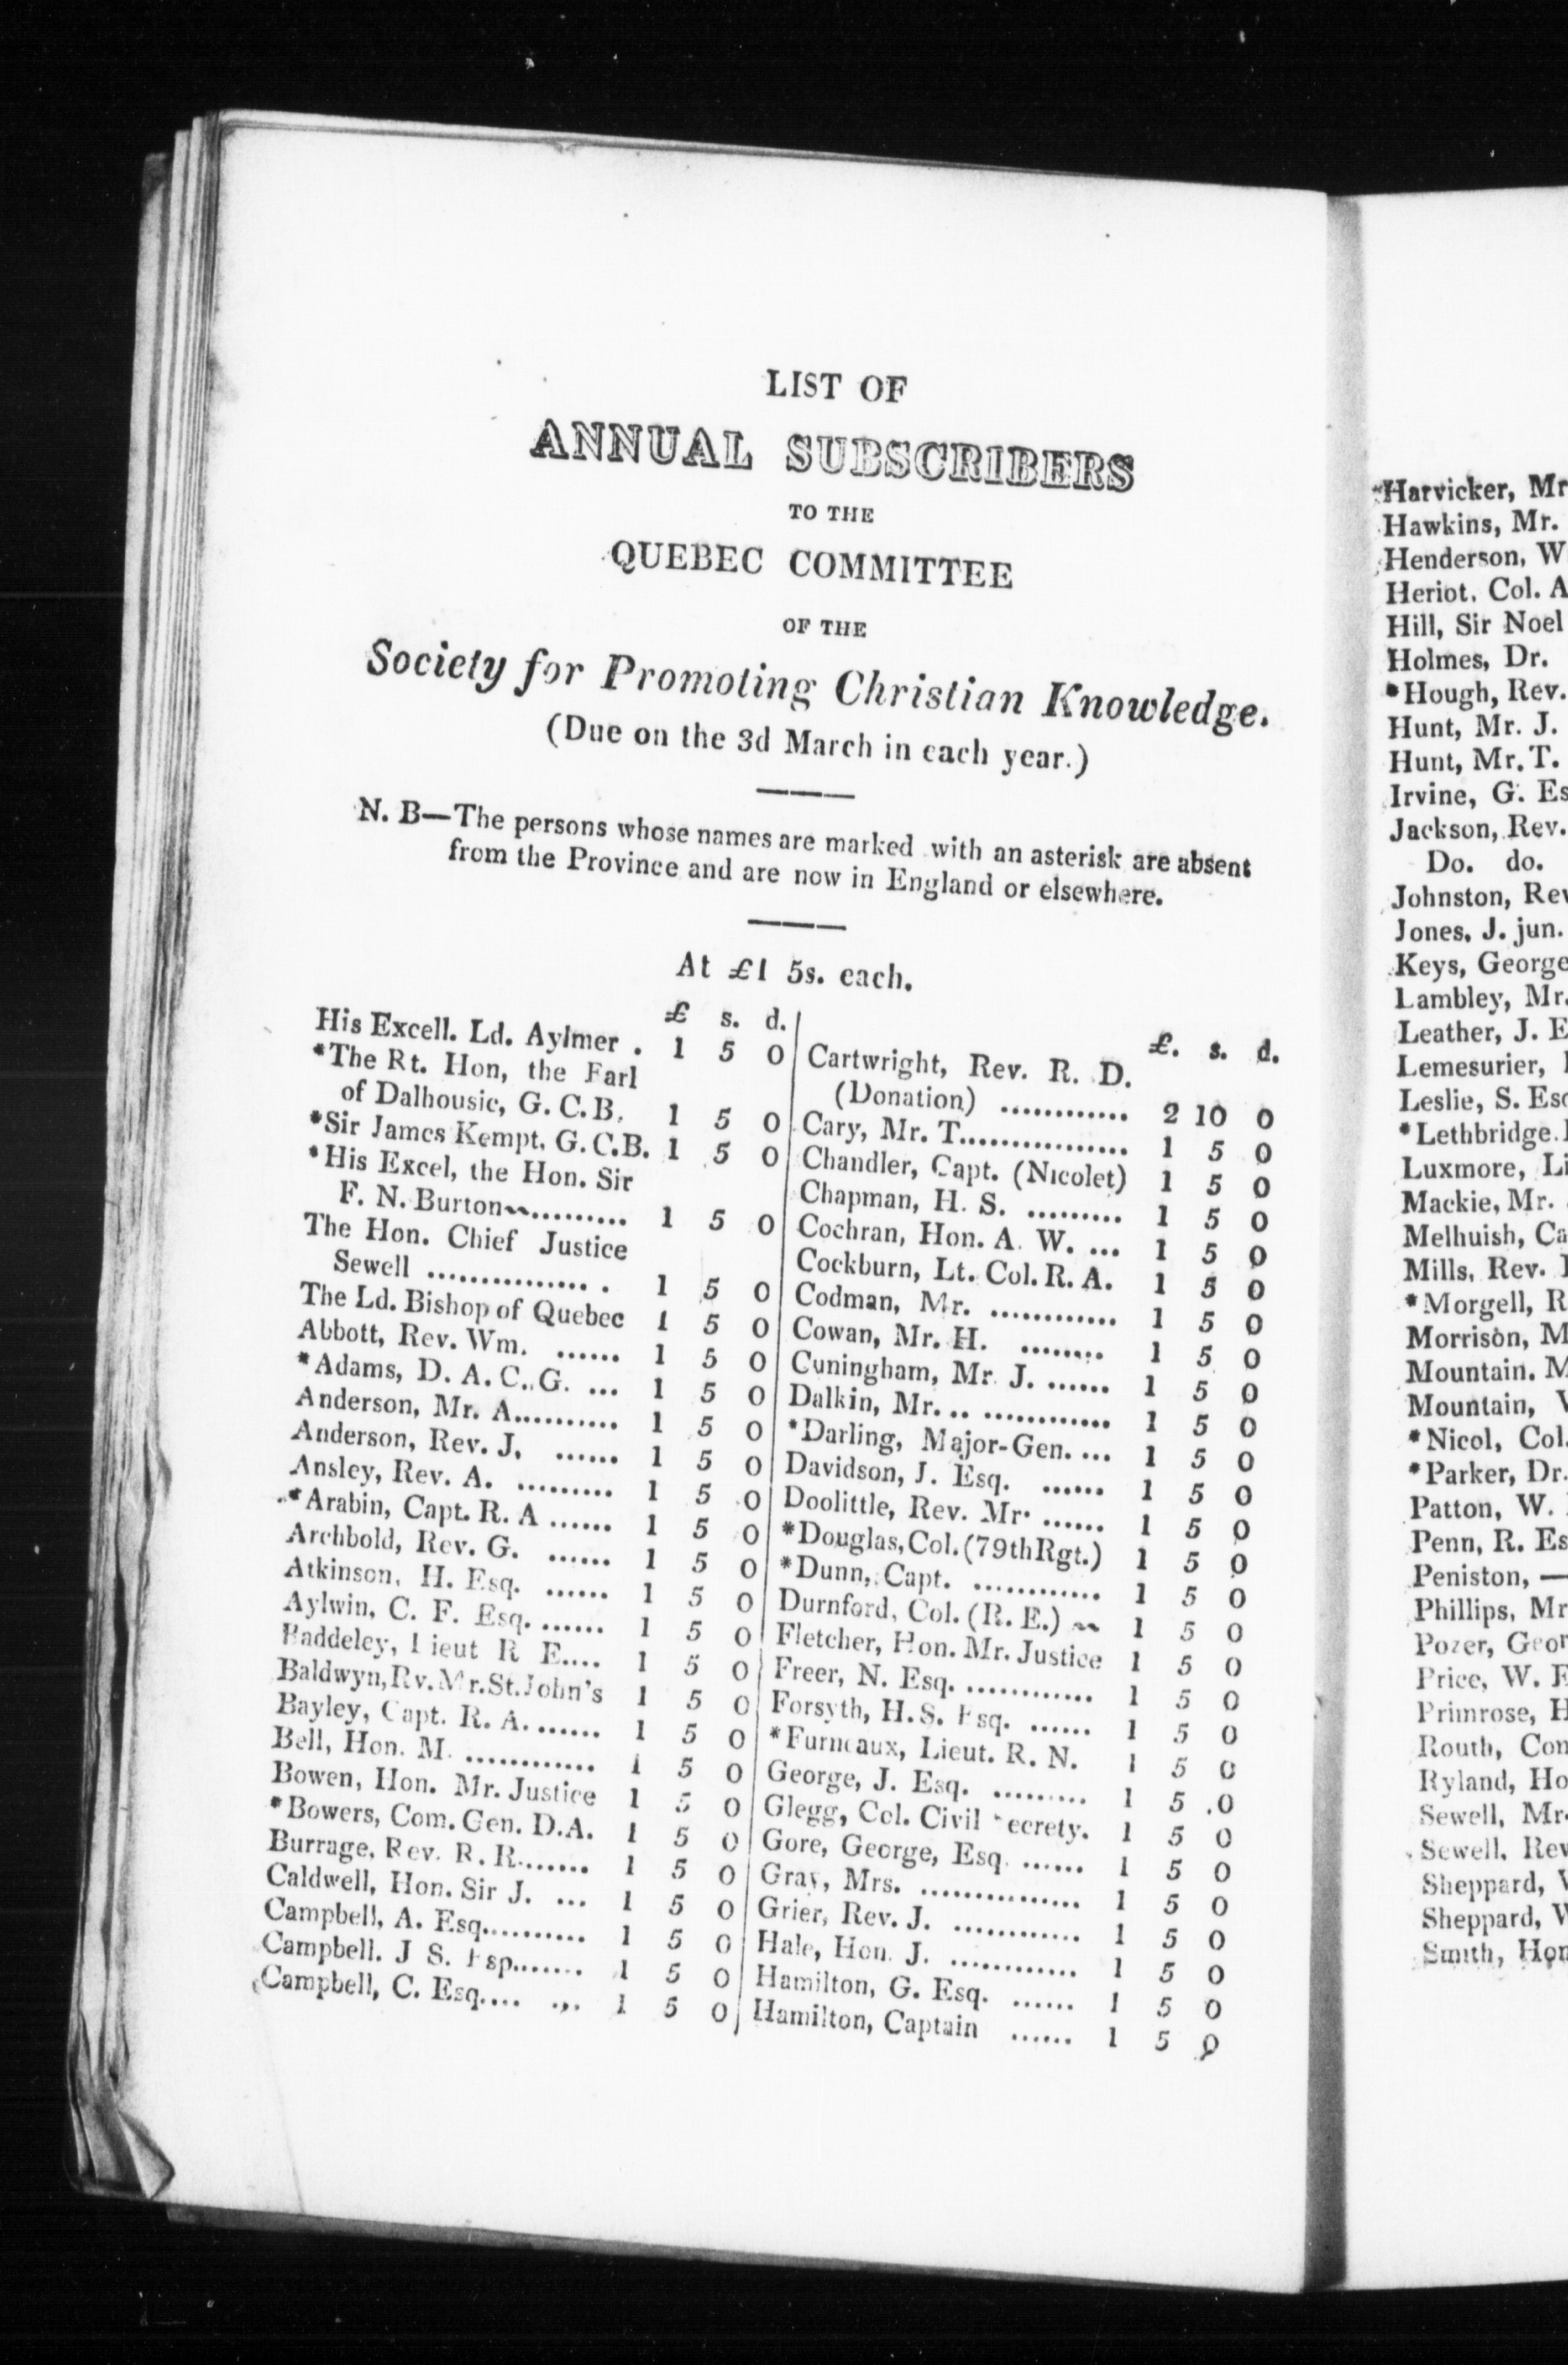 LIST OF
ANNUAL SUBSCRIBERS
TO THE
QUEBEC COMMITTEE
OF THE
Society for Promoting Christian Knowledge.
(Due on the 3d March in each year.)
N. B—The persons whose names are marked with an asterisk are absent
from the Province and are now in England or elsewhere.
At £1 5s. each.
£ s. d.
His Excell. Ld. Aylmer . 1 5 0
*The Rt. Hon, the Earl
of Dalhousie, G. C. B. 1 5 0
*Sir James Kempt, G. C.B. 1 5 0
*His Excel, the Hon. Sir
F. N. Burton........... 1 5 0
The Hon. Chief Justice
Sewell ............... . 1 5 0
The Ld. Bishop of Quebec 1 5 0
Abbott, Rev. Wm. ...... 1 5 0
*Adams, D. A. C. G. ... 1 5 0
Anderson, Mr. A.......... 1 5 0
Anderson, Rev. J. ...... 1 5 0
Ansley, Rev. A. ......... 1 5 0
*Arabin, Capt. R. A ...... 1 5 0
Archbold, Rev. G. ...... 1 5 0
Atkinson, H. Esq. ...... 1 5 0
Aylwin, C. F. Esq. ...... 1 5 0
Baddeley, Lieut R E.... 1 5 0
Baldwyn, Rv. Mr. St. John's 1 5 0
Bayley, Capt. R. A. ...... 1 5 0
Bell, Hon. M. ............ 1 5 0
Bowen, Hon. Mr. Justice 1 5 0
*Bowers, Com. Gen. D.A. 1 5 0
Burrage, Rev. R. R....... 1 5 0
Caldwell, Hon. Sir J. ... 1 5 0
Campbell, A. Esq.......... 1 5 0
Campbell. J S. Esp....... 1 5 0
Campbell, C. Esq.... ... 1 5 0
£. s. d.
Cartwright, Rev. R. D.
(Donation) ............ 2 10 0
Cary, Mr. T................ 1 5 0
Chandler, Capt. (Nicolet) 1 5 0
Chapman, H. S. ......... 1 5 0
Cochran, Hon. A. W. ... 1 5 0
Cockburn, Lt. Col. R. A. 1 5 0
Codman, Mr. ............ 1 5 0
Cowan, Mr. H. ........ 1 5 0
Cuningham, Mr. J. ...... 1 5 0
Dalkin, Mr. .. ............ 1 5 0
*Darling, Major-Gen. ... 1 5 0
Davidson, J. Esq. ...... 1 5 0
Doolittle, Rev. Mr. ...... 1 5 0
*Douglas, Col. (79th Rgt.) 1 5 0
*Dunn, Capt. ............ 1 5 0
Durnford, Col. (R. E.) ~ 1 5 0
Fletcher, Hon. Mr. Justice 1 5 0
Freer, N. Esq. ............ 1 5 0
Forsyth, H. S. Esq. ...... 1 5 0
*Furneaux, Lieut. R. N. 1 5 0
George, J. Esq. ......... 1 5 0
Glegg, Col. Civil ecrety. 1 5 0
Gore, George, Esq. ...... 1 5 0
Gray, Mrs. ............... 1 5 0
Grier, Rev. J. ............ 1 5 0
Hale, Hon. J. ............ 1 5 0
Hamilton, G. Esq. ...... 1 5 0
Hamilton, Captain ...... 1 5 0
*Harvicker, Mr
Hawkins, Mr.
Henderson, W
Heriot, Col. A
Hill, Sir Noel
Holmes, Dr.
*Hough, Rev.
Hunt, Mr. J.
Hunt, Mr. T.
Irvine, G. Es
Jackson, Rev.
Do. do.
Johnston, Rev
Jones, J. jun.
Keys, George
Lambley, Mr.
Leather, J. E
Lemesurier,
Leslie, S. Esq
*Lethbridge.
Luxmore, Li
Mackie, Mr.
Melhuish, Ca
Mills, Rev.
*Morgell, R
Morrison, M
Mountain. M
Mountain,
*Nicol, Col.
*Parker, Dr.
Patton, W.
Penn, R. Es
Peniston, —
Phillips, Mr
Pozer, Geor
Price, W. E
Primrose, H
Routh, Com
Ryland, Ho
Sewell, Mr.
Sewell, Rev
Sheppard,
Sheppard, W
Smith, Hon